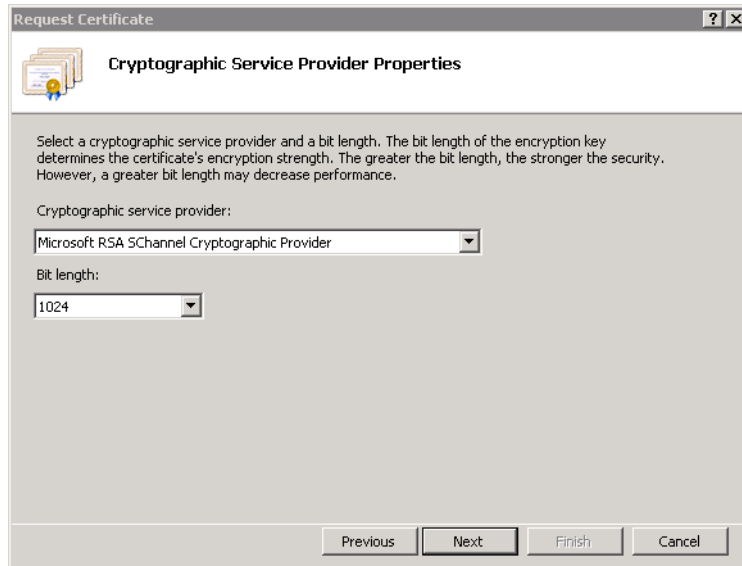 Request Certificate
Cryptographic Service Provider Properties
Select a cryptographic service provider and a bit length. The bit length of the encryption key
determines the certificate's encryption strength. The greater the bit length, the stronger the security.
However, a greater bit length may decrease performance.
Cryptographic service provider:
Microsoft RSA SChannel Cryptographic Provider
Bit length:
1024
Previous Next Finish Cancel